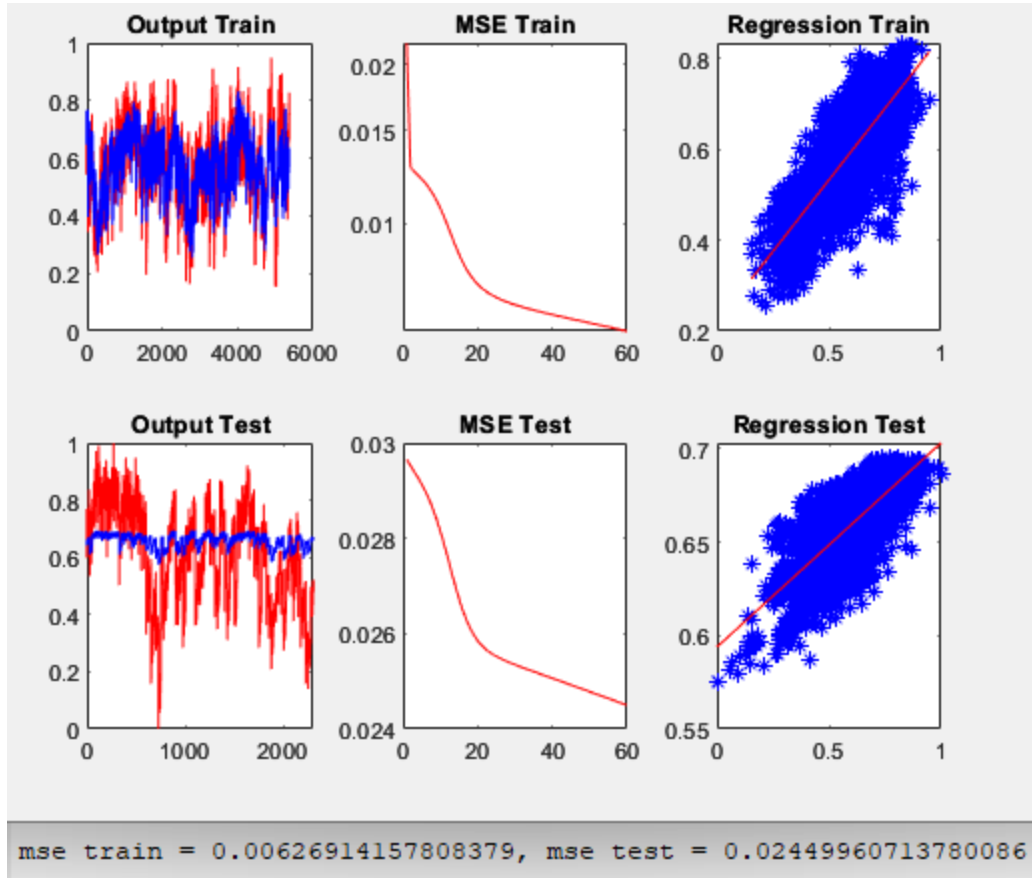 Output Train
MSE Train
Regression Train
1
0.8
0.6
0.4
0.2
0
0 2000 4000 6000
0.02
0.015
0.01
0 20 40 60
0.8
0.6
0.4
0.2
0 0.5 1
Output Test
MSE Test
Regression Test
1
0.8
0.6
0.4
0.2
0
0 1000 2000
0.03
0.028
0.026
0.024
0 20 40 60
0.7
0.65
0.6
0.55
0 0.5 1
mse train = 0.00626914157808379, mse test = 0.02449960713780086